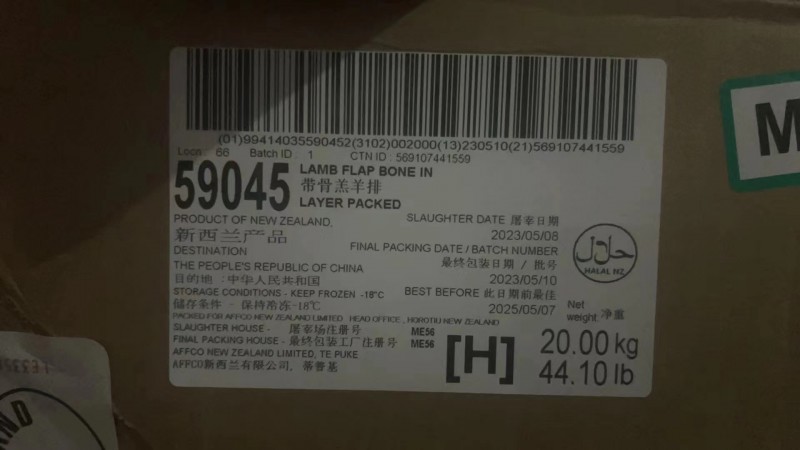 (01)99414035590452(3102)002000(13)230510(21)569107441559
Locn: 66 Batch ID : 1 CTN ID : 569107441559
59045
LAMB FLAP BONE IN
带骨羔羊排
LAYER PACKED
PRODUCT OF NEW ZEALAND,
新西兰产品
DESTINATION
THE PEOPLE'S REPUBLIC OF CHINA
目的地 :中华人民共和国
STORAGE CONDITIONS - KEEP FROZEN -18°C
储存条件 - 保持冷冻-18℃
SLAUGHTER DATE 屠宰日期
2023/05/08
FINAL PACKING DATE / BATCH NUMBER
最终包装日期 / 批号
2023/05/10
BEST BEFORE 此日期前最佳
2025/05/07
حلال
HALAL NZ
PACKED FOR AFFCO NEW ZEALAND LIMITED HEAD OFFICE , HOROTIU NEW ZEALAND
SLAUGHTER HOUSE - 屠宰场注册号 ME56
FINAL PACKING HOUSE - 最终包装工厂注册号 ME56
AFFCO NEW ZEALAND LIMITED, TE PUKE
AFFCO新西兰有限公司, 蒂普基
[H]
Net
weight 净重
20.00 kg
44.10 lb
M